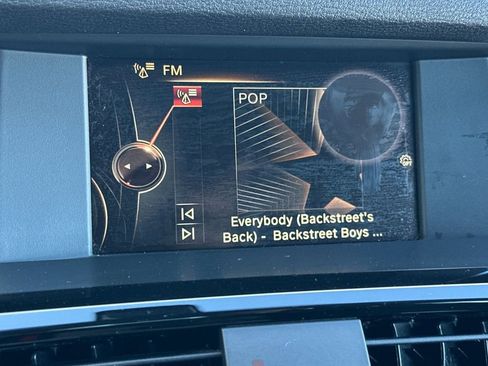 FM
POP
Everybody (Backstreet's
Back) - Backstreet Boys ...